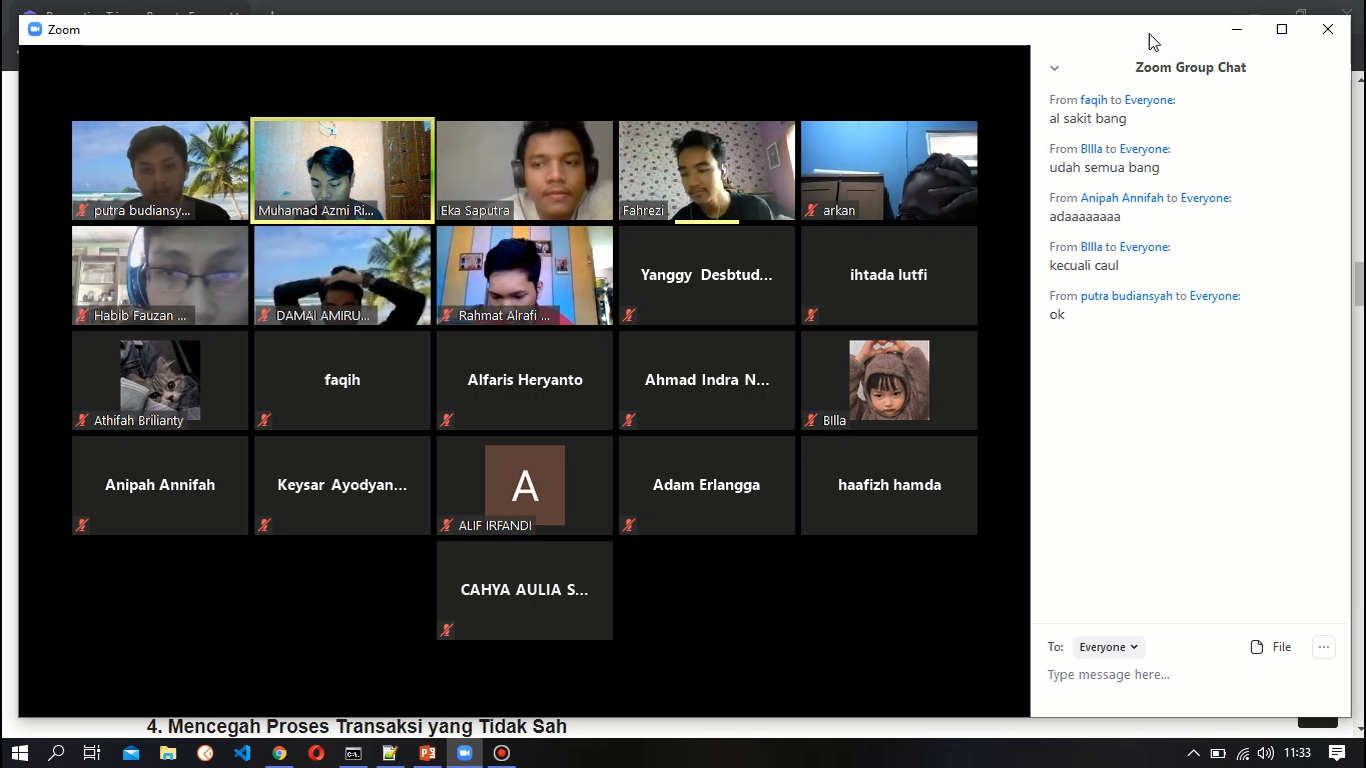 Zoom
Zoom Group Chat
From faqih to Everyone:
al sakit bang
From BIlla to Everyone:
udah semua bang
From Anipah Annifah to Everyone:
adaaaaaaaa
From BIlla to Everyone:
kecuali caul
From putra budiansyah to Everyone:
ok
putra budiansy...
Muhamad Azmi Ri...
Eka Saputra
Fahrezi
arkan
Habib Fauzan ...
DAMAI AMIRU...
Rahmat Alrafi ...
Yanggy Desbtud...
ihtada lutfi
Athifah Brilianty
faqih
Alfaris Heryanto
Ahmad Indra N...
BIlla
Anipah Annifah
Keysar Ayodyan...
A
ALIF IRFANDI
Adam Erlangga
haafizh hamda
CAHYA AULIA S...
To: Everyone
File
Type message here...
4. Mencegah Proses Transaksi yang Tidak Sah
11:33